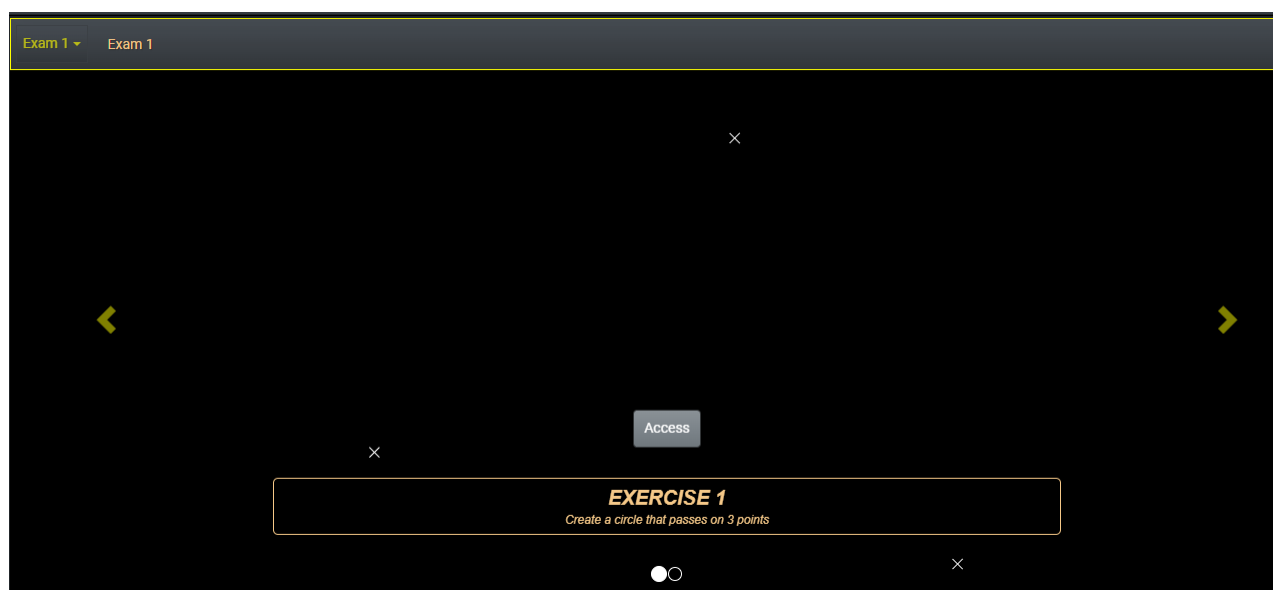 Exam 1 Exam 1
Access
EXERCISE 1
Create a circle that passes on 3 points